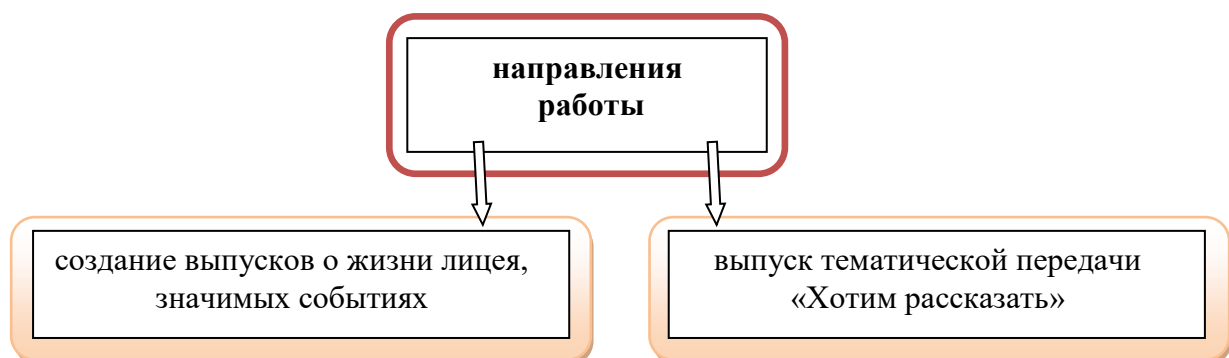 направления
работы
создание выпусков о жизни лицея,
значимых событиях
выпуск тематической передачи
«Хотим рассказать»